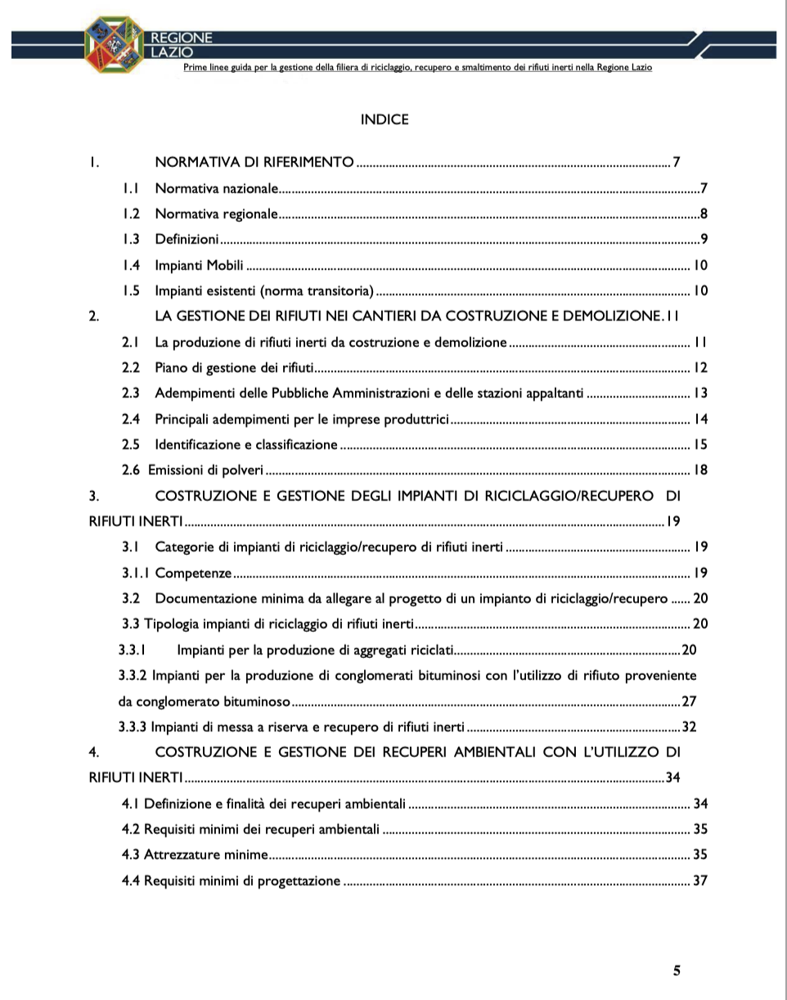 REGIONE
LAZIO
Prime linee guida per la gestione della filiera di riciclaggio, recupero e smaltimento dei rifiuti inerti nella Regione Lazio
INDICE
1. NORMATIVA DI RIFERIMENTO 7
1.1 Normativa nazionale 7
1.2 Normativa regionale 8
1.3 Definizioni 9
1.4 Impianti Mobili 10
1.5 Impianti esistenti (norma transitoria) 10
2. LA GESTIONE DEI RIFIUTI NEI CANTIERI DA COSTRUZIONE E DEMOLIZIONE. 11
2.1 La produzione di rifiuti inerti da costruzione e demolizione 11
2.2 Piano di gestione dei rifiuti 12
2.3 Adempimenti delle Pubbliche Amministrazioni e delle stazioni appaltanti 13
2.4 Principali adempimenti per le imprese produttrici 14
2.5 Identificazione e classificazione 15
2.6 Emissioni di polveri 18
3. COSTRUZIONE E GESTIONE DEGLI IMPIANTI DI RICICLAGGIO/RECUPERO DI
RIFIUTI INERTI 19
3.1 Categorie di impianti di riciclaggio/recupero di rifiuti inerti 19
3.1.1 Competenze 19
3.2 Documentazione minima da allegare al progetto di un impianto di riciclaggio/recupero 20
3.3 Tipologia impianti di riciclaggio di rifiuti inerti 20
3.3.1 Impianti per la produzione di aggregati riciclati 20
3.3.2 Impianti per la produzione di conglomerati bituminosi con l'utilizzo di rifiuto proveniente
da conglomerato bituminoso 27
3.3.3 Impianti di messa a riserva e recupero di rifiuti inerti 32
4. COSTRUZIONE E GESTIONE DEI RECUPERI AMBIENTALI CON L'UTILIZZO DI
RIFIUTI INERTI 34
4.1 Definizione e finalità dei recuperi ambientali 34
4.2 Requisiti minimi dei recuperi ambientali 35
4.3 Attrezzature minime 35
4.4 Requisiti minimi di progettazione 37
5